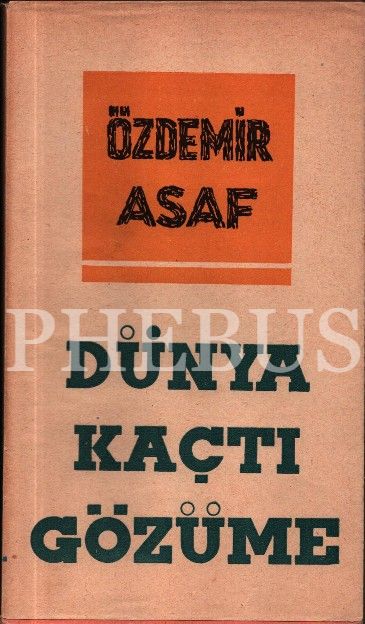 ÖZDEMİR
ASAF
PHEBUS
DÜNYA
KAÇTI
GÖZÜME